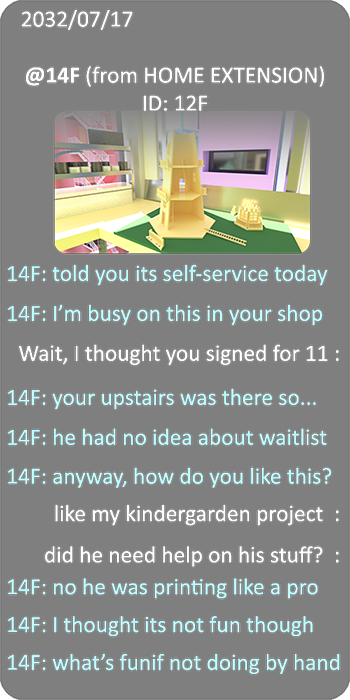 2032/07/17
@14F (from HOME EXTENSION)
ID: 12F
14F: told you its self-service today
14F: I’m busy on this in your shop
Wait, I thought you signed for 11 :
14F: your upstairs was there so...
14F: he had no idea about waitlist
14F: anyway, how do you like this?
like my kindergarden project  :
did he need help on his stuff?  :
14F: no he was printing like a pro
14F: I thought its not fun though
14F: what’s funif not doing by hand